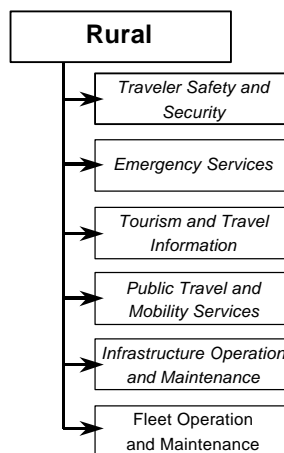 Rural
Traveler Safety and
Security
Emergency Services
Tourism and Travel
Information
Public Travel and
Mobility Services
Infrastructure Operation
and Maintenance
Fleet Operation
and Maintenance